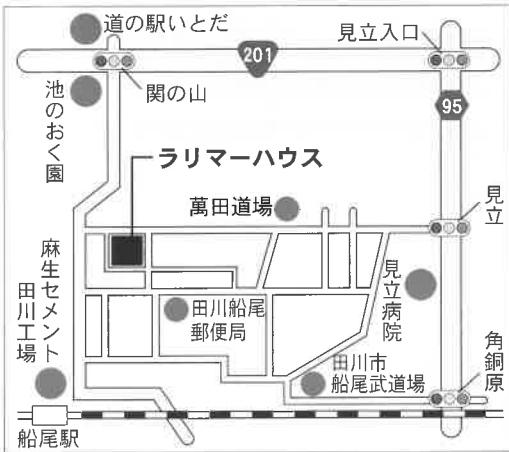 道の駅いとだ
見立入口
201
関の山
池のおく園
95
ラリマーハウス
萬田道場
見立
麻生セメント
田川工場
田川船尾
郵便局
見立病院
田川市
船尾武道場
角銅原
船尾駅